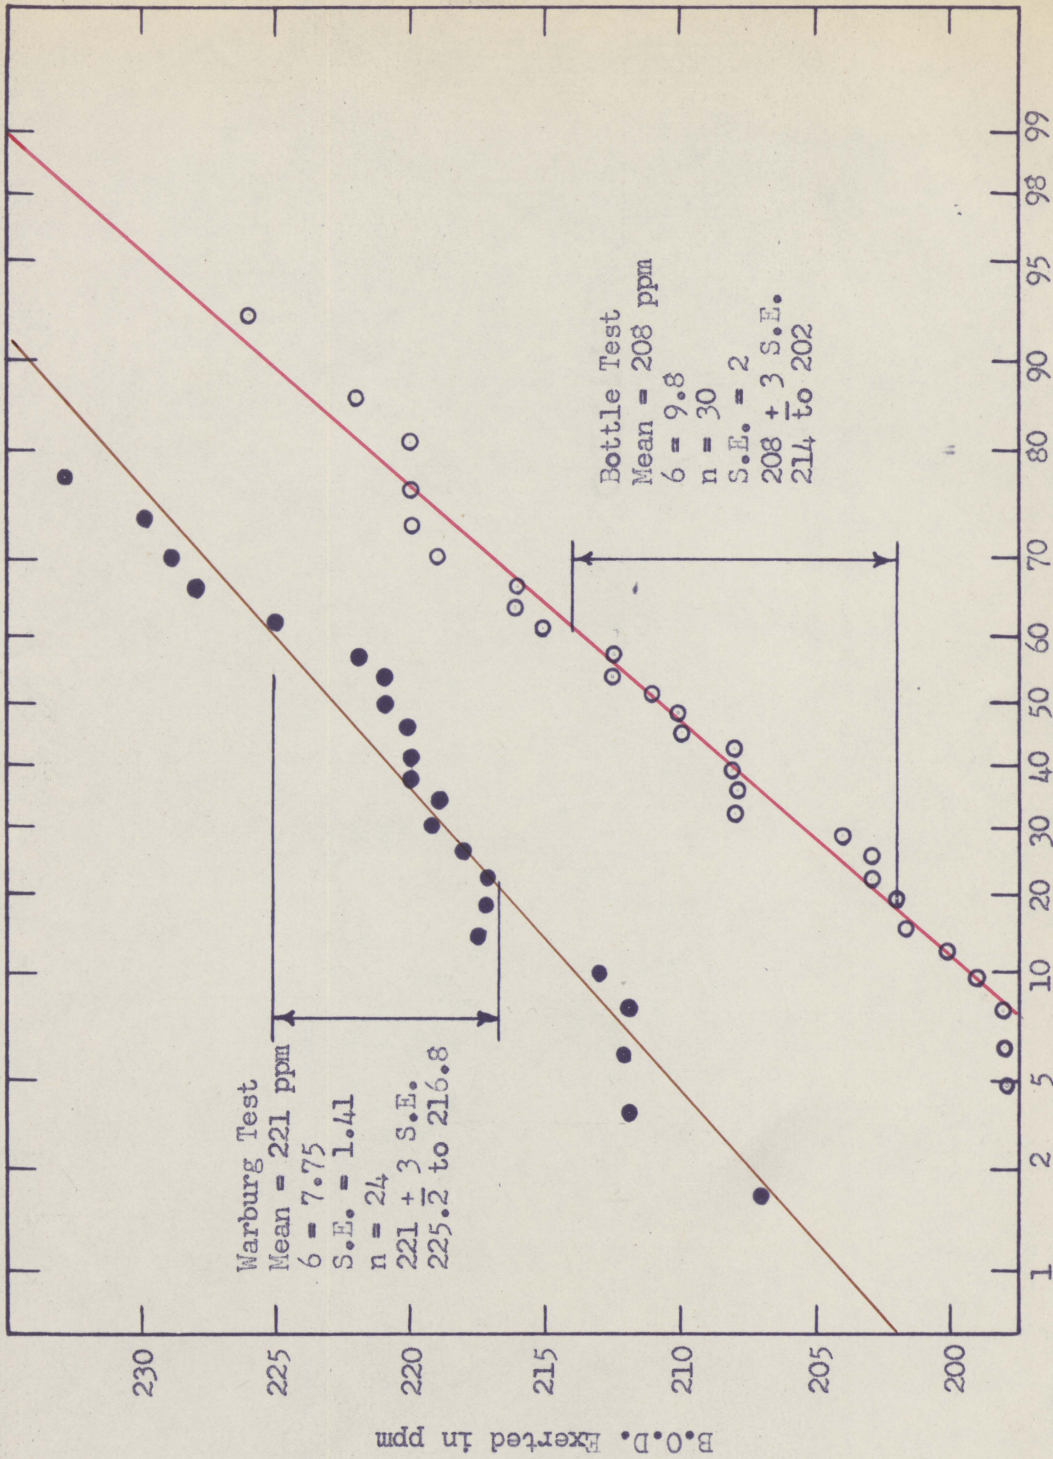 Warburg Test
Mean = 221 ppm
6 = 7.75
S.E. = 1.41
n = 24
221 ± 3 S.E.
225.2 to 216.8
Bottle Test
Mean = 208 ppm
6 = 9.8
n = 30
S.E. = 2
208 ± 3 S.E.
214 to 202
B.O.D. Exerted in ppm
230
225
220
215
210
205
200
1 2 5 10 20 30 40 50 60 70 80 90 95 98 99